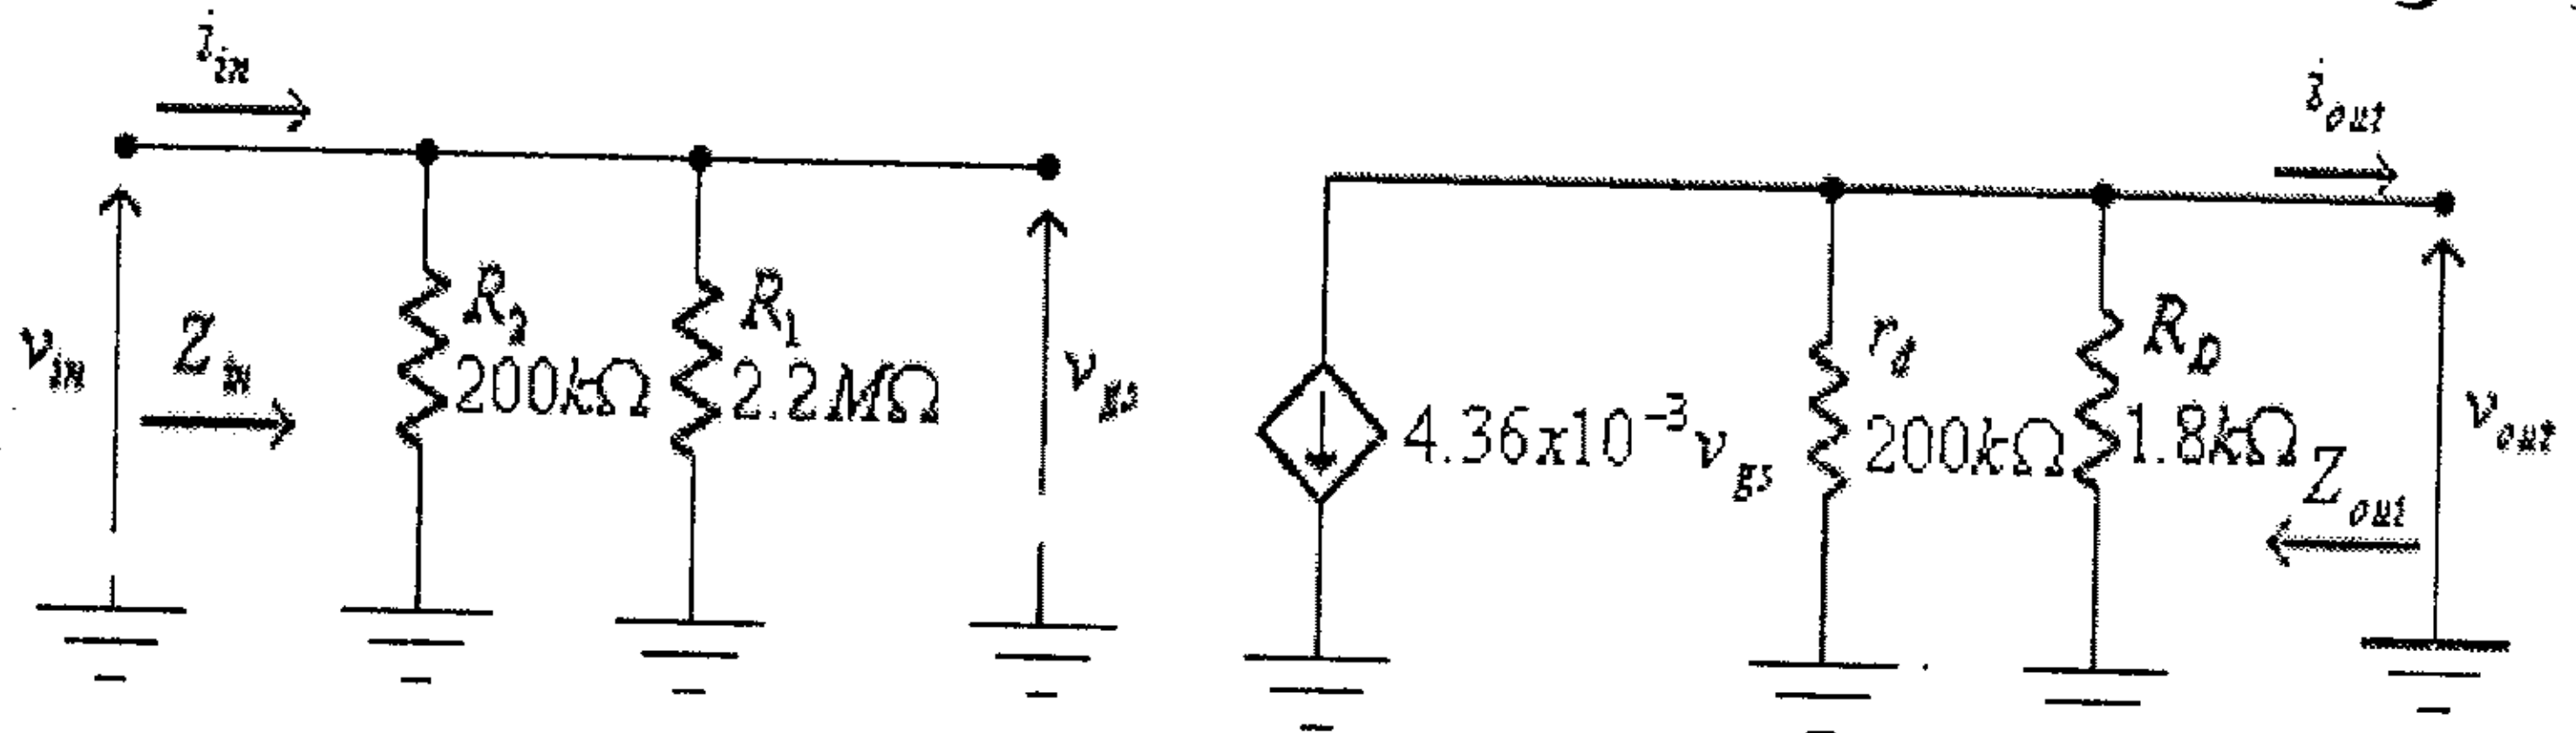 i_in
i_out
v_in
Z_in
R_2
200kΩ
R_1
2.2MΩ
v_gs
4.36x10^-3 v_gs
r_d
200kΩ
R_D
1.8kΩ
Z_out
v_out